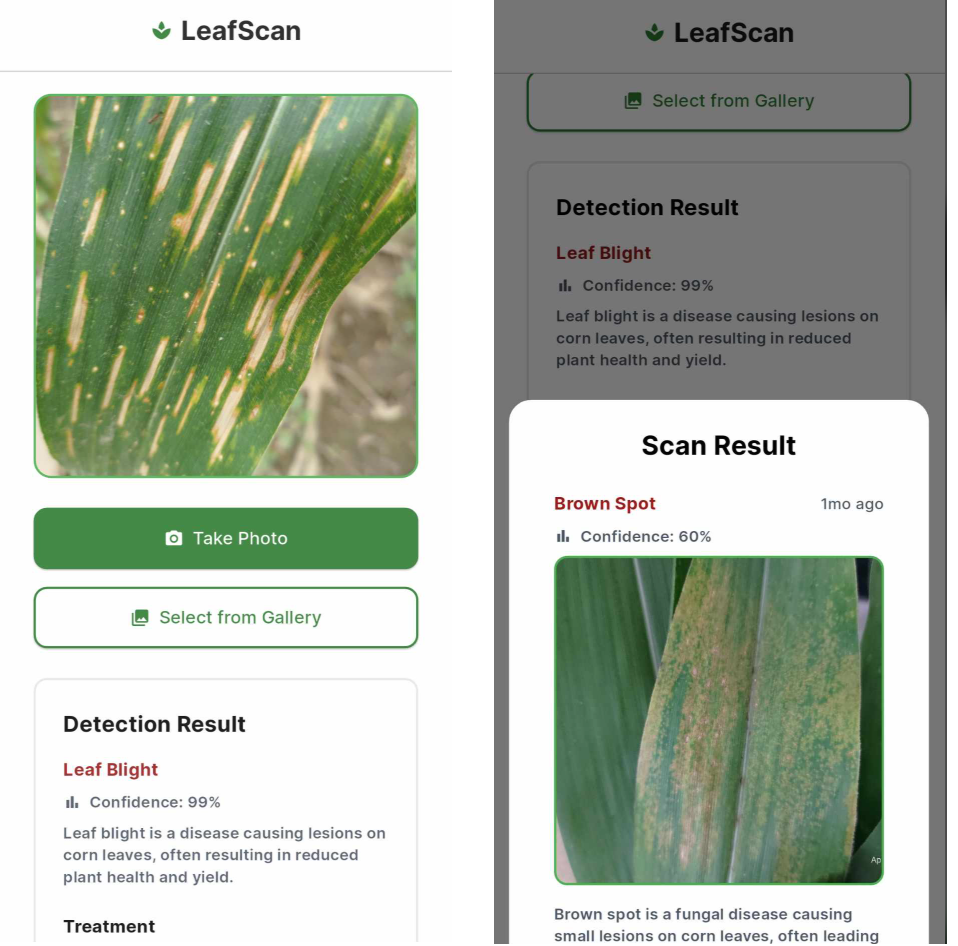 LeafScan
Take Photo
Select from Gallery
Detection Result
Leaf Blight
Confidence: 99%
Leaf blight is a disease causing lesions on
corn leaves, often resulting in reduced
plant health and yield.
Treatment
LeafScan
Select from Gallery
Detection Result
Leaf Blight
Confidence: 99%
Leaf blight is a disease causing lesions on
corn leaves, often resulting in reduced
plant health and yield.
Scan Result
Brown Spot
1mo ago
Confidence: 60%
Ap
Brown spot is a fungal disease causing
small lesions on corn leaves, often leading